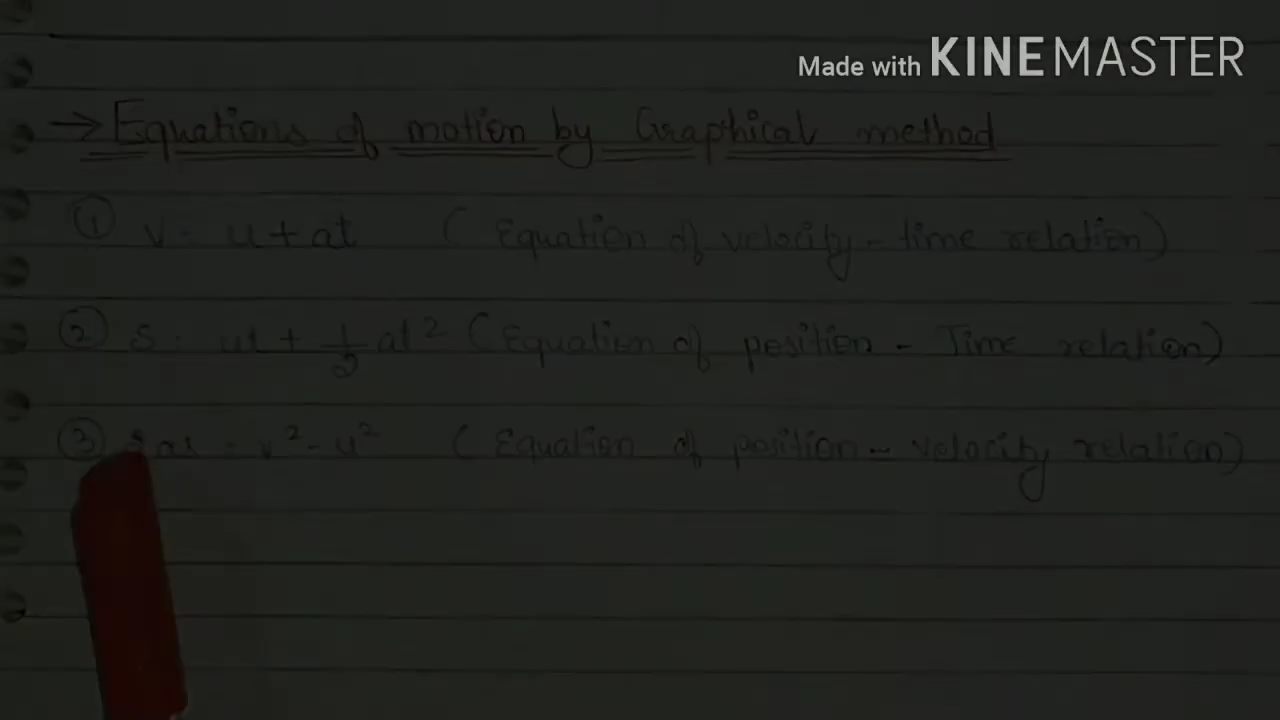 Made with KINEMASTER
→ Equations of motion by Graphical method
① v = u + at (Equation of velocity - time relation)
② s = ut + 1/2 at² (Equation of position - Time relation)
③ 2as = v² - u² (Equation of position - velocity relation)